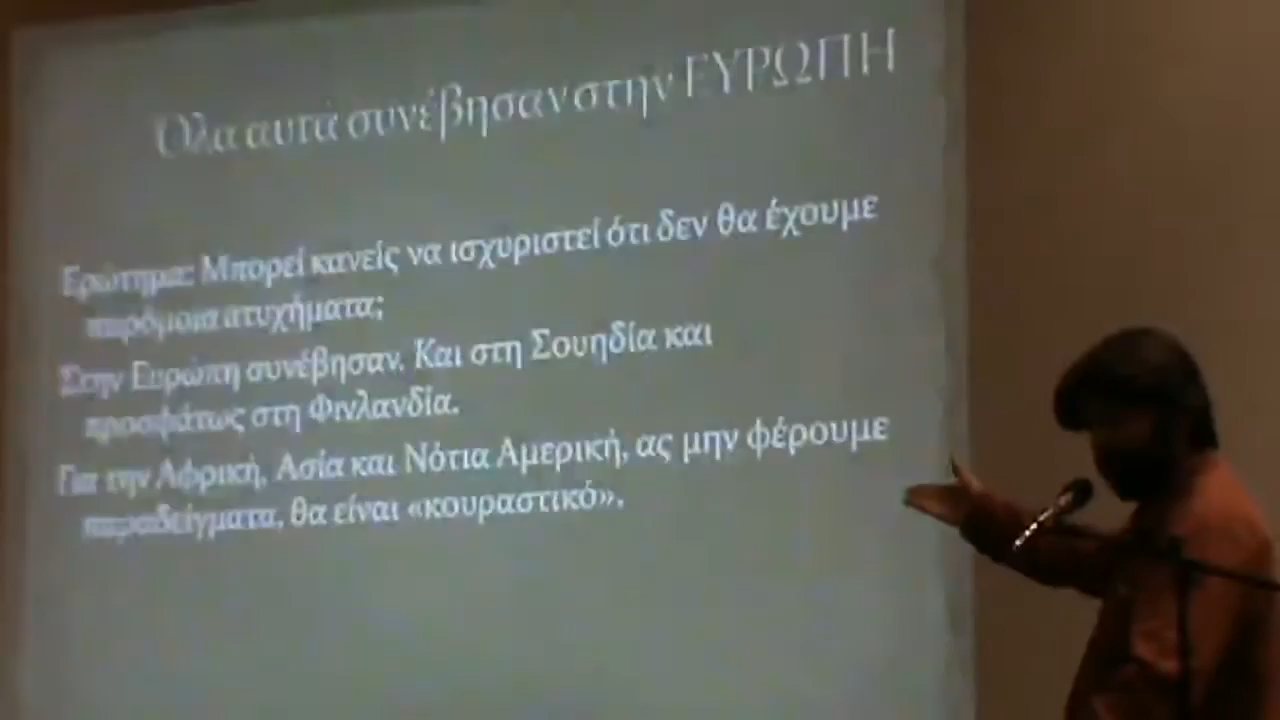 Όλα αυτά συνέβησαν στην ΕΥΡΩΠΗ
Ερώτημα: Μπορεί κανείς να ισχυριστεί ότι δεν θα έχουμε
παρόμοια ατυχήματα;
Στην Ευρώπη συνέβησαν. Και στη Σουηδία και
προσφάτως στη Φινλανδία.
Για την Αφρική, Ασία και Νότια Αμερική, ας μην φέρουμε
παραδείγματα, θα είναι «κουραστικό».